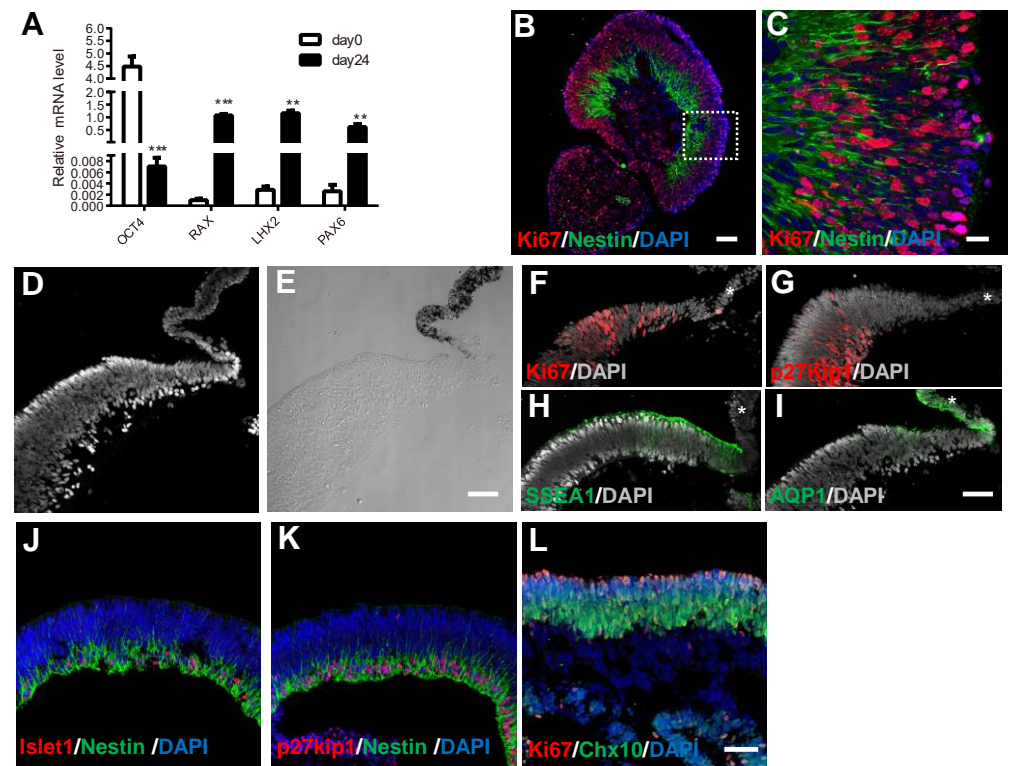 A
Relative mRNA level
6.0
5.5
5.0
4.5
4.0
2.0
1.5
1.0
0.5
0.008
0.006
0.004
0.002
0.000
day0
day24
***
***
**
**
OCT4
RAX
LHX2
PAX6
B
Ki67/Nestin/DAPI
C
Ki67/Nestin/DAPI
D
E
F
*
Ki67/DAPI
G
*
p27Kip1/DAPI
H
*
SSEA1/DAPI
I
*
AQP1/DAPI
J
Islet1/Nestin /DAPI
K
p27kip1/Nestin /DAPI
L
Ki67/Chx10/DAPI